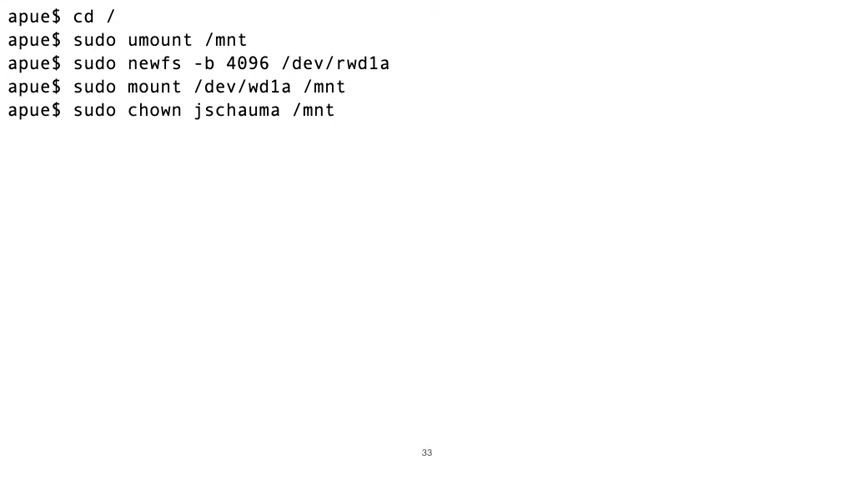 apue$ cd /
apue$ sudo umount /mnt
apue$ sudo newfs -b 4096 /dev/rwd1a
apue$ sudo mount /dev/wd1a /mnt
apue$ sudo chown jschauma /mnt
33